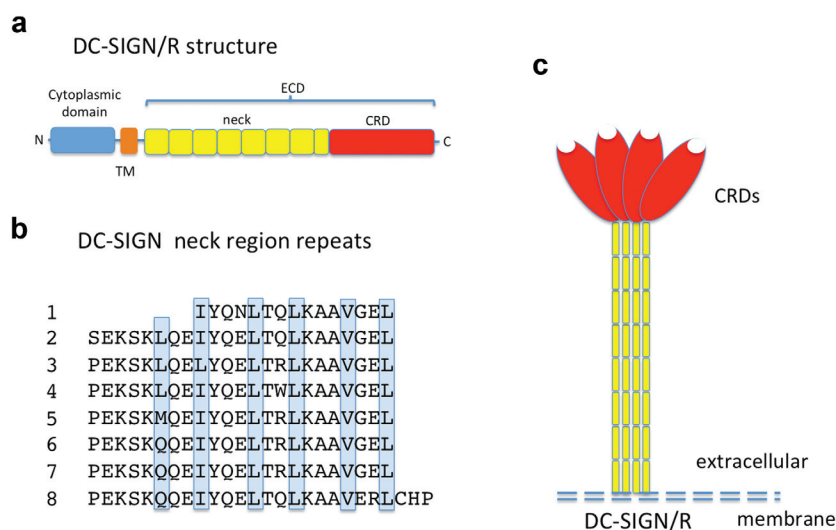 a
DC-SIGN/R structure
Cytoplasmic
domain
ECD
neck
CRD
N
C
TM
b
DC-SIGN neck region repeats
1 IYQNLTQLKAAVGEL
2 SEKSKLQEIYQELTQLKAAVGEL
3 PEKSKLQELYQELTRLKAAVGEL
4 PEKSKLQEIYQELTWLKAAVGEL
5 PEKSKMQEIYQELTRLKAAVGEL
6 PEKSKQQEIYQELTRLKAAVGEL
7 PEKSKQQEIYQELTRLKAAVGEL
8 PEKSKQQEIYQELTQLKAAVERLCHP
c
CRDs
extracellular
DC-SIGN/R
membrane